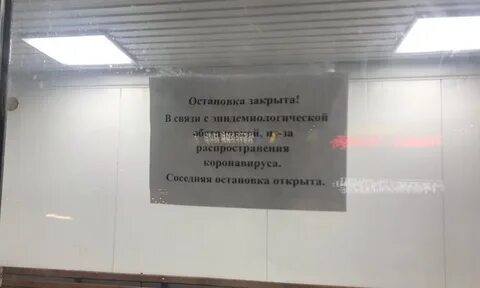 Остановка закрыта!
В связи с эпидемиологической
обстановкой, из-за
распространения
коронавируса.
Соседняя остановка открыта.